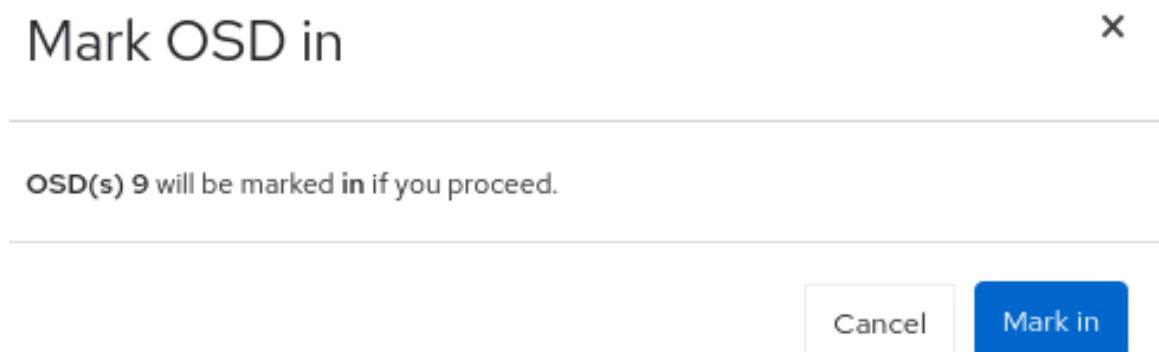 Mark OSD in
×
OSD(s) 9 will be marked in if you proceed.
Cancel
Mark in